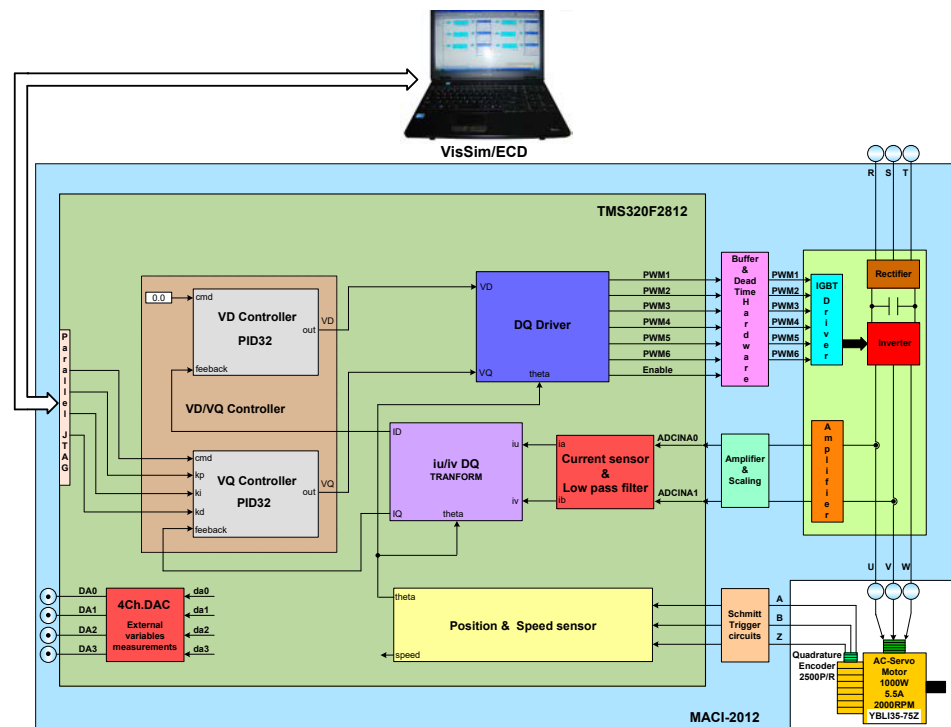 VisSim/ECD
R S T
TMS320F2812
Rectifier
Inverter
Buffer
&
Dead
Time
Hardware
IGBT
Driver
PWM1
PWM2
PWM3
PWM4
PWM5
PWM6
Enable
PWM1
PWM2
PWM3
PWM4
PWM5
PWM6
0.0
cmd
VD Controller
PID32
out
VD
feeback
VD/VQ Controller
VD
DQ Driver
VQ
theta
Parallel JTAG
cmd
kp
ki
kd
feeback
VQ Controller
PID32
out
VQ
ID
iu
iu/iv DQ
TRANFORM
iv
IQ
theta
ia
Current sensor
&
Low pass filter
ib
ADCINA0
ADCINA1
Amplifier
&
Scaling
Amplifier
U V W
DA0
DA1
DA2
DA3
4Ch.DAC
External
variables
measurements
da0
da1
da2
da3
theta
Position & Speed sensor
speed
Schmitt
Trigger
circuits
A
B
Z
Quadrature
Encoder
2500P/R
AC-Servo
Motor
1000W
5.5A
2000RPM
YBLI35-75Z
MACI-2012